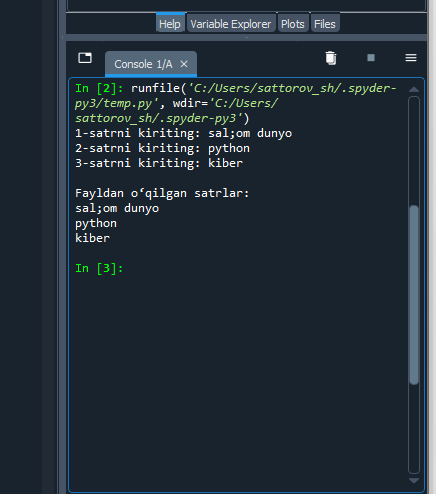 Help Variable Explorer Plots Files
Console 1/A ×
In [2]: runfile('C:/Users/sattorov_sh/.spyder-
py3/temp.py', wdir='C:/Users/
sattorov_sh/.spyder-py3')
1-satrni kiriting: sal;om dunyo
2-satrni kiriting: python
3-satrni kiriting: kiber
Fayldan o‘qilgan satrlar:
sal;om dunyo
python
kiber
In [3]: